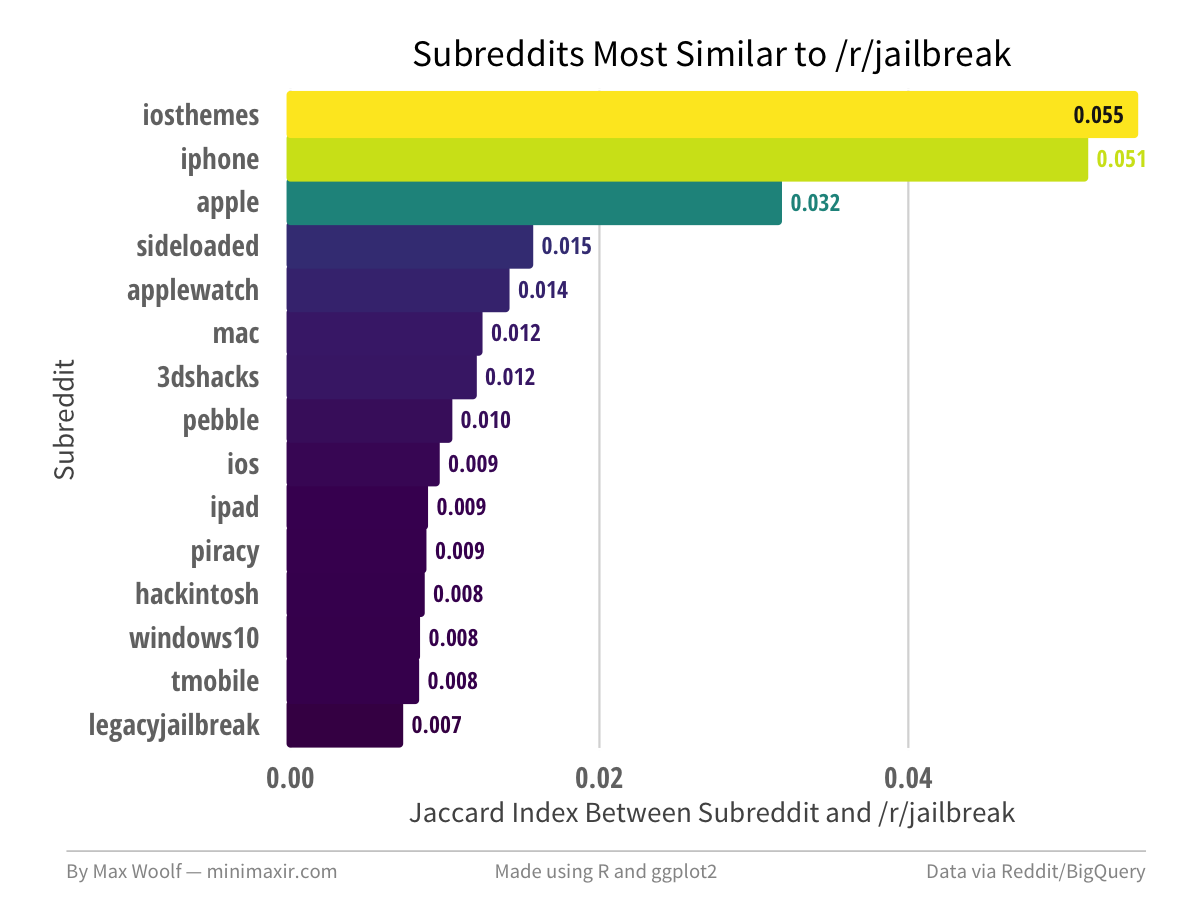 Subreddits Most Similar to /r/jailbreak
iosthemes 0.055
iphone 0.051
apple 0.032
sideloaded 0.015
applewatch 0.014
mac 0.012
3dshacks 0.012
pebble 0.010
ios 0.009
ipad 0.009
piracy 0.009
hackintosh 0.008
windows10 0.008
tmobile 0.008
legacyjailbreak 0.007
Subreddit
0.00 0.02 0.04
Jaccard Index Between Subreddit and /r/jailbreak
By Max Woolf — minimaxir.com Made using R and ggplot2 Data via Reddit/BigQuery